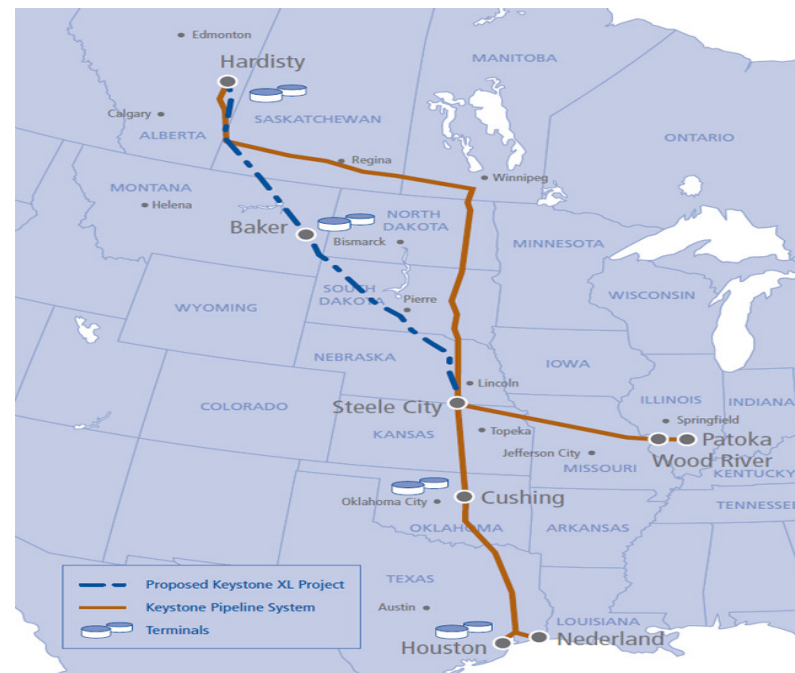 Edmonton
Hardisty
MANITOBA
Calgary
ALBERTA
SASKATCHEWAN
ONTARIO
Regina
Winnipeg
MONTANA
Helena
Baker
NORTH
DAKOTA
Bismarck
MINNESOTA
SOUTH
DAKOTA
Pierre
WISCONSIN
WYOMING
NEBRASKA
IOWA
Lincoln
Steele City
COLORADO
KANSAS
Topeka
ILLINOIS
INDIANA
Springfield
Patoka
Wood River
Jefferson City
MISSOURI
KENTUCKY
TENNESSEE
Cushing
Oklahoma City
OKLAHOMA
ARKANSAS
TEXAS
Austin
LOUISIANA
Houston
Nederland
Proposed Keystone XL Project
Keystone Pipeline System
Terminals